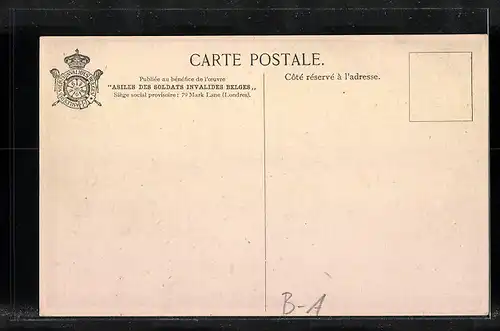 CARTE POSTALE.
Publiée au bénéfice de l'œuvre
"ASILES DES SOLDATS INVALIDES BELGES,,
Siège social provisoire : 79 Mark Lane (Londres).
Côté réservé à l'adresse.
B-A